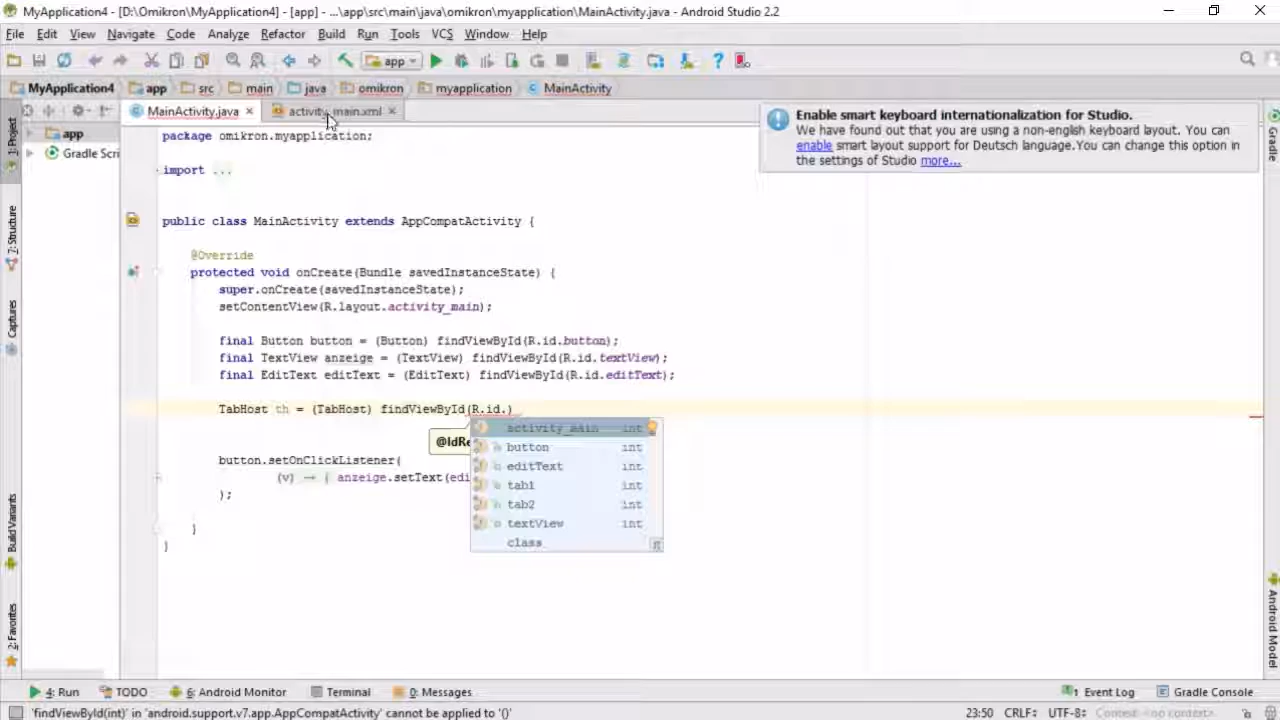 MyApplication4 - [D:\Omikron\MyApplication4] - [app] - ...\app\src\main\java\omikron\myapplication\MainActivity.java - Android Studio 2.2
File Edit View Navigate Code Analyze Refactor Build Run Tools VCS Window Help
app
MyApplication4 app src main java omikron myapplication MainActivity
MainActivity.java activity_main.xml
1: Project
7: Structure
Captures
Build Variants
2: Favorites
app
Gradle Scri
package omikron.myapplication;
import ...
public class MainActivity extends AppCompatActivity {
@Override
protected void onCreate(Bundle savedInstanceState) {
super.onCreate(savedInstanceState);
setContentView(R.layout.activity_main);
final Button button = (Button) findViewById(R.id.button);
final TextView anzeige = (TextView) findViewById(R.id.textView);
final EditText editText = (EditText) findViewById(R.id.editText);
TabHost th = (TabHost) findViewById(R.id.)
@IdRe
button.setOnClickListener(
(v) → { anzeige.setText(edi
);
}
}
activity_main int
button int
editText int
tab1 int
tab2 int
textView int
class
π
Enable smart keyboard internationalization for Studio.
We have found out that you are using a non-english keyboard layout. You can
enable smart layout support for Deutsch language.You can change this option in
the settings of Studio more...
Gradle
Android Model
4: Run TODO 6: Android Monitor Terminal 0: Messages 1 Event Log Gradle Console
'findViewById(int)' in 'android.support.v7.app.AppCompatActivity' cannot be applied to '()' 23:50 CRLF UTF-8 Context: <no context>